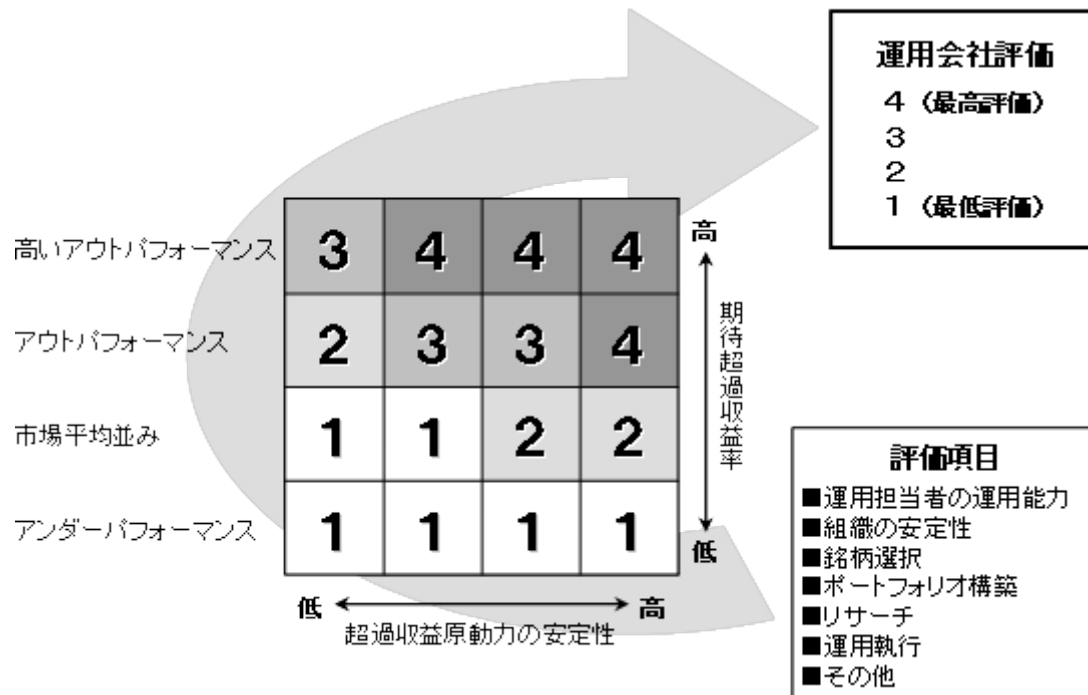 運用会社評価
4 (最高評価)
3
2
1 (最低評価)
高いアウトパフォーマンス 3 4 4 4
アウトパフォーマンス 2 3 3 4
市場平均並み 1 1 2 2
アンダーパフォーマンス 1 1 1 1
高
期待超過収益率
低
低 高
超過収益原動力の安定性
評価項目
■運用担当者の運用能力
■組織の安定性
■銘柄選択
■ポートフォリオ構築
■リサーチ
■運用執行
■その他